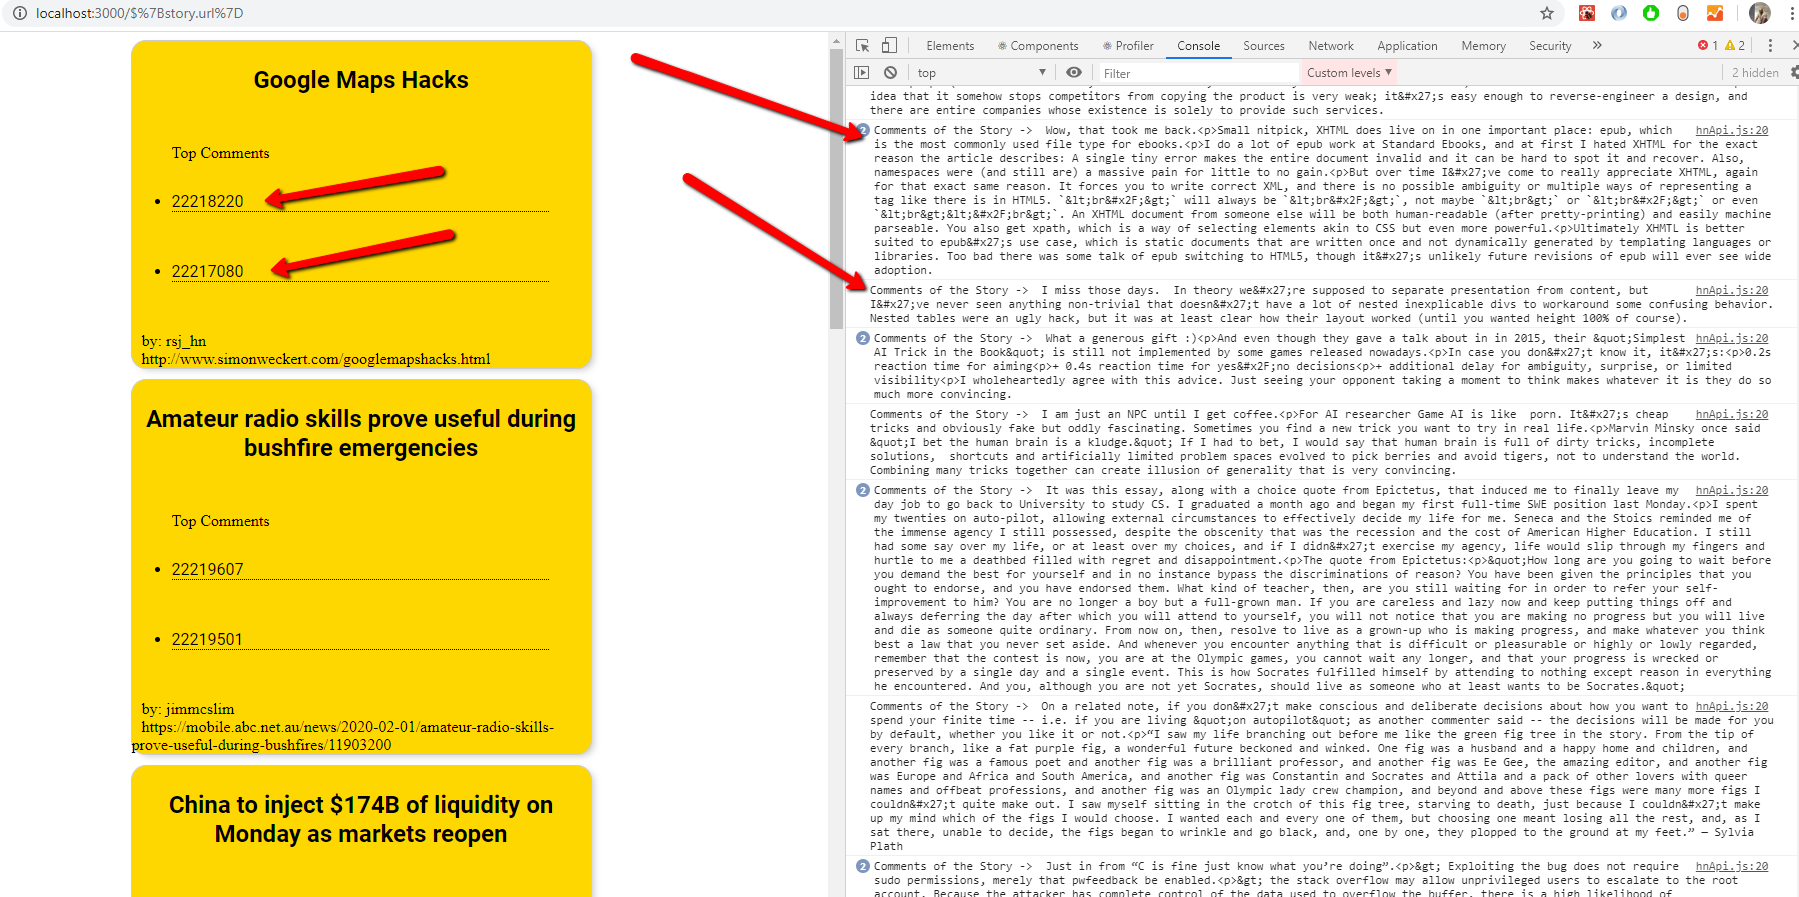 localhost:3000/$%7Bstory.url%7D
Google Maps Hacks
Top Comments
22218220
22217080
by: rsj_hn
http://www.simonweckert.com/googlemapshacks.html
Amateur radio skills prove useful during
bushfire emergencies
Top Comments
22219607
22219501
by: jimmcslim
https://mobile.abc.net.au/news/2020-02-01/amateur-radio-skills-
prove-useful-during-bushfires/11903200
China to inject $174B of liquidity on
Monday as markets reopen
Elements Components Profiler Console Sources Network Application Memory Security » 1 2
top Filter Custom levels 2 hidden
idea that it somehow stops competitors from copying the product is very weak; it&#x27;s easy enough to reverse-engineer a design, and
there are entire companies whose existence is solely to provide such services.
2 Comments of the Story -> Wow, that took me back.<p>Small nitpick, XHTML does live on in one important place: epub, which hnApi.js:20
is the most commonly used file type for ebooks.<p>I do a lot of epub work at Standard Ebooks, and at first I hated XHTML for the exact
reason the article describes: A single tiny error makes the entire document invalid and it can be hard to spot it and recover. Also,
namespaces were (and still are) a massive pain for little to no gain.<p>But over time I&#x27;ve come to really appreciate XHTML, again
for that exact same reason. It forces you to write correct XML, and there is no possible ambiguity or multiple ways of representing a
tag like there is in HTML5. `&lt;br&#x2F;&gt;` will always be `&lt;br&#x2F;&gt;`, not maybe `&lt;br&gt;` or `&lt;br&#x2F;&gt;` or even
`&lt;br&gt;&lt;&#x2F;br&gt;`. An XHTML document from someone else will be both human-readable (after pretty-printing) and easily machine
parseable. You also get xpath, which is a way of selecting elements akin to CSS but even more powerful.<p>Ultimately XHMTL is better
suited to epub&#x27;s use case, which is static documents that are written once and not dynamically generated by templating languages or
libraries. Too bad there was some talk of epub switching to HTML5, though it&#x27;s unlikely future revisions of epub will ever see wide
adoption.
Comments of the Story -> I miss those days. In theory we&#x27;re supposed to separate presentation from content, but hnApi.js:20
I&#x27;ve never seen anything non-trivial that doesn&#x27;t have a lot of nested inexplicable divs to workaround some confusing behavior.
Nested tables were an ugly hack, but it was at least clear how their layout worked (until you wanted height 100% of course).
2 Comments of the Story -> What a generous gift :)<p>And even though they gave a talk about in in 2015, their &quot;Simplest hnApi.js:20
AI Trick in the Book&quot; is still not implemented by some games released nowadays.<p>In case you don&#x27;t know it, it&#x27;s:<p>0.2s
reaction time for aiming<p>+ 0.4s reaction time for yes&#x2F;no decisions<p>+ additional delay for ambiguity, surprise, or limited
visibility<p>I wholeheartedly agree with this advice. Just seeing your opponent taking a moment to think makes whatever it is they do so
much more convincing.
Comments of the Story -> I am just an NPC until I get coffee.<p>For AI researcher Game AI is like porn. It&#x27;s cheap hnApi.js:20
tricks and obviously fake but oddly fascinating. Sometimes you find a new trick you want to try in real life.<p>Marvin Minsky once said
&quot;I bet the human brain is a kludge.&quot; If I had to bet, I would say that human brain is full of dirty tricks, incomplete
solutions, shortcuts and artificially limited problem spaces evolved to pick berries and avoid tigers, not to understand the world.
Combining many tricks together can create illusion of generality that is very convincing.
2 Comments of the Story -> It was this essay, along with a choice quote from Epictetus, that induced me to finally leave my hnApi.js:20
day job to go back to University to study CS. I graduated a month ago and began my first full-time SWE position last Monday.<p>I spent
my twenties on auto-pilot, allowing external circumstances to effectively decide my life for me. Seneca and the Stoics reminded me of
the immense agency I still possessed, despite the obscenity that was the recession and the cost of American Higher Education. I still
had some say over my life, or at least over my choices, and if I didn&#x27;t exercise my agency, life would slip through my fingers and
hurtle to me a deathbed filled with regret and disappointment.<p>The quote from Epictetus:<p>&quot;How long are you going to wait before
you demand the best for yourself and in no instance bypass the discriminations of reason? You have been given the principles that you
ought to endorse, and you have endorsed them. What kind of teacher, then, are you still waiting for in order to refer your self-
improvement to him? You are no longer a boy but a full-grown man. If you are careless and lazy now and keep putting things off and
always deferring the day after which you will attend to yourself, you will not notice that you are making no progress but you will live
and die as someone quite ordinary. From now on, then, resolve to live as a grown-up who is making progress, and make whatever you think
best a law that you never set aside. And whenever you encounter anything that is difficult or pleasurable or highly or lowly regarded,
remember that the contest is now, you are at the Olympic games, you cannot wait any longer, and that your progress is wrecked or
preserved by a single day and a single event. This is how Socrates fulfilled himself by attending to nothing except reason in everything
he encountered. And you, although you are not yet Socrates, should live as someone who at least wants to be Socrates.&quot;
Comments of the Story -> On a related note, if you don&#x27;t make conscious and deliberate decisions about how you want to hnApi.js:20
spend your finite time -- i.e. if you are living &quot;on autopilot&quot; as another commenter said -- the decisions will be made for you
by default, whether you like it or not.<p>“I saw my life branching out before me like the green fig tree in the story. From the tip of
every branch, like a fat purple fig, a wonderful future beckoned and winked. One fig was a husband and a happy home and children, and
another fig was a famous poet and another fig was a brilliant professor, and another fig was Ee Gee, the amazing editor, and another fig
was Europe and Africa and South America, and another fig was Constantin and Socrates and Attila and a pack of other lovers with queer
names and offbeat professions, and another fig was an Olympic lady crew champion, and beyond and above these figs were many more figs I
couldn&#x27;t quite make out. I saw myself sitting in the crotch of this fig tree, starving to death, just because I couldn&#x27;t make
up my mind which of the figs I would choose. I wanted each and every one of them, but choosing one meant losing all the rest, and, as I
sat there, unable to decide, the figs began to wrinkle and go black, and, one by one, they plopped to the ground at my feet.” — Sylvia
Plath
2 Comments of the Story -> Just in from “C is fine just know what you’re doing”.<p>&gt; Exploiting the bug does not require hnApi.js:20
sudo permissions, merely that pwfeedback be enabled.<p>&gt; the stack overflow may allow unprivileged users to escalate to the root
account. Because the attacker has complete control of the data used to overflow the buffer, there is a high likelihood of